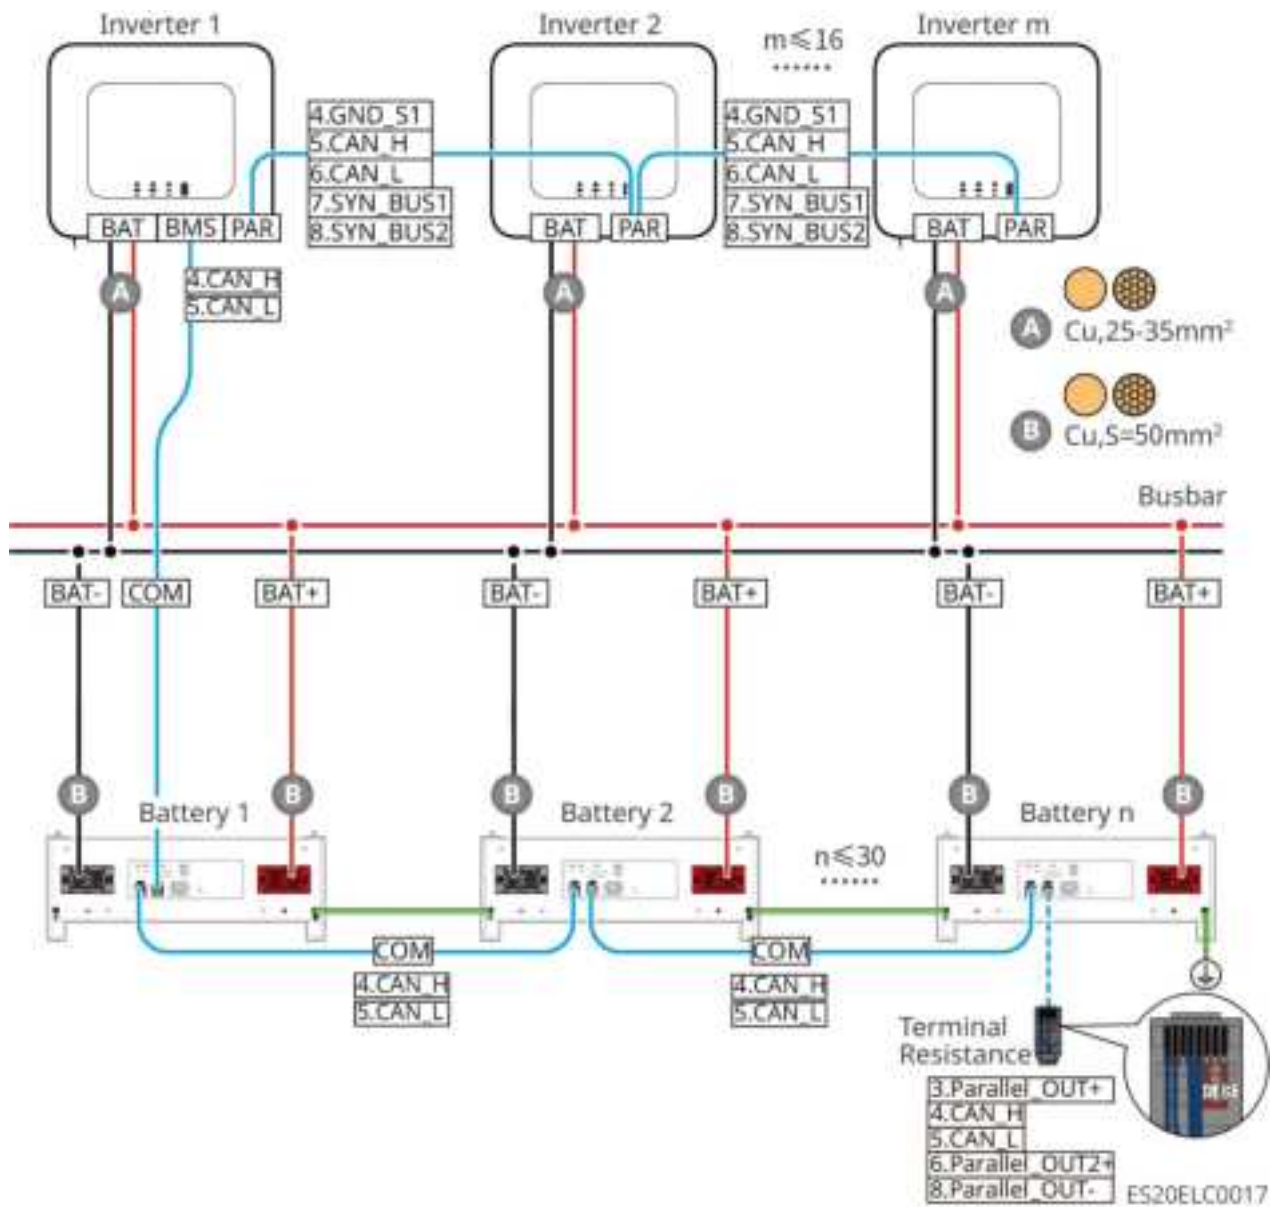 Inverter 1
Inverter 2
m≤16
······
Inverter m
4.GND_S1
5.CAN_H
6.CAN_L
7.SYN_BUS1
8.SYN_BUS2
4.GND_S1
5.CAN_H
6.CAN_L
7.SYN_BUS1
8.SYN_BUS2
BAT BMS PAR
BAT PAR
BAT PAR
4.CAN_H
5.CAN_L
A
A
A
A Cu,25-35mm²
B Cu,S=50mm²
Busbar
BAT- COM BAT+
BAT- BAT+
BAT- BAT+
B B
B B
B B
Battery 1
Battery 2
n≤30
······
Battery n
COM
4.CAN_H
5.CAN_L
COM
4.CAN_H
5.CAN_L
Terminal
Resistance
3.Parallel_OUT+
4.CAN_H
5.CAN_L
6.Parallel_OUT2+
8.Parallel_OUT-
ES20ELC0017